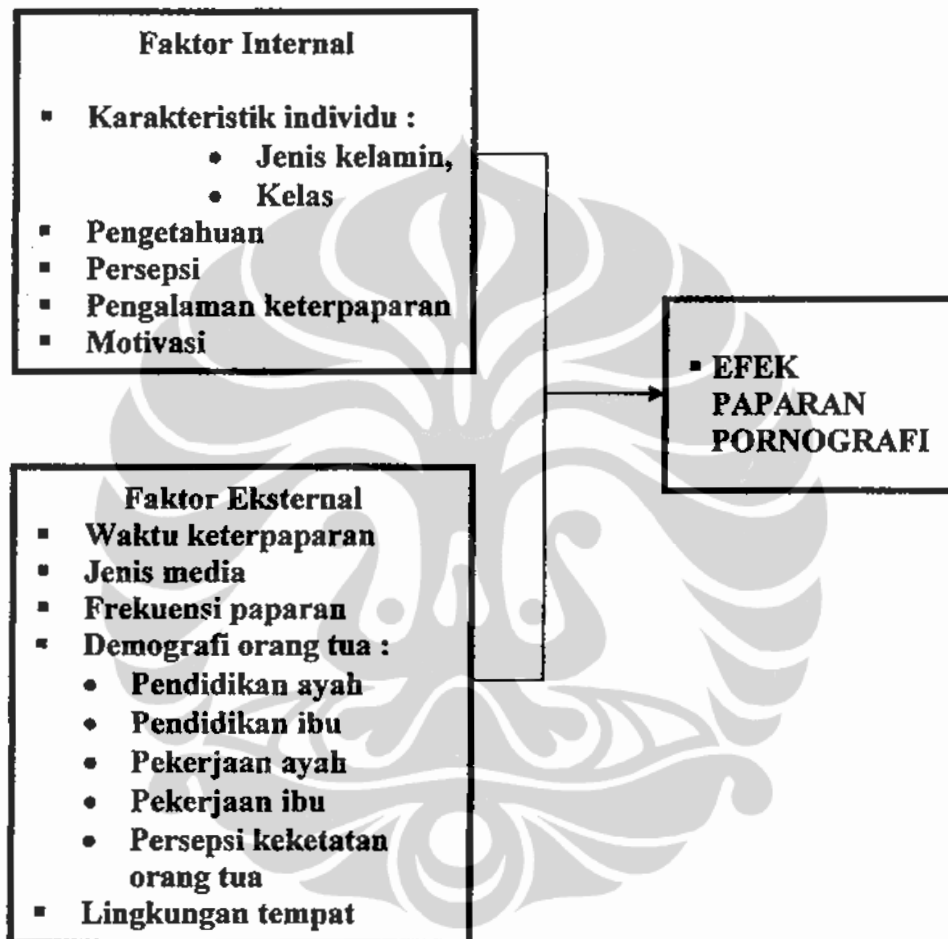 Faktor Internal
▪ Karakteristik individu :
• Jenis kelamin,
• Kelas
▪ Pengetahuan
▪ Persepsi
▪ Pengalaman keterpaparan
▪ Motivasi
▪ EFEK
PAPARAN
PORNOGRAFI
Faktor Eksternal
▪ Waktu keterpaparan
▪ Jenis media
▪ Frekuensi paparan
▪ Demografi orang tua :
• Pendidikan ayah
• Pendidikan ibu
• Pekerjaan ayah
• Pekerjaan ibu
• Persepsi keketatan
orang tua
▪ Lingkungan tempat